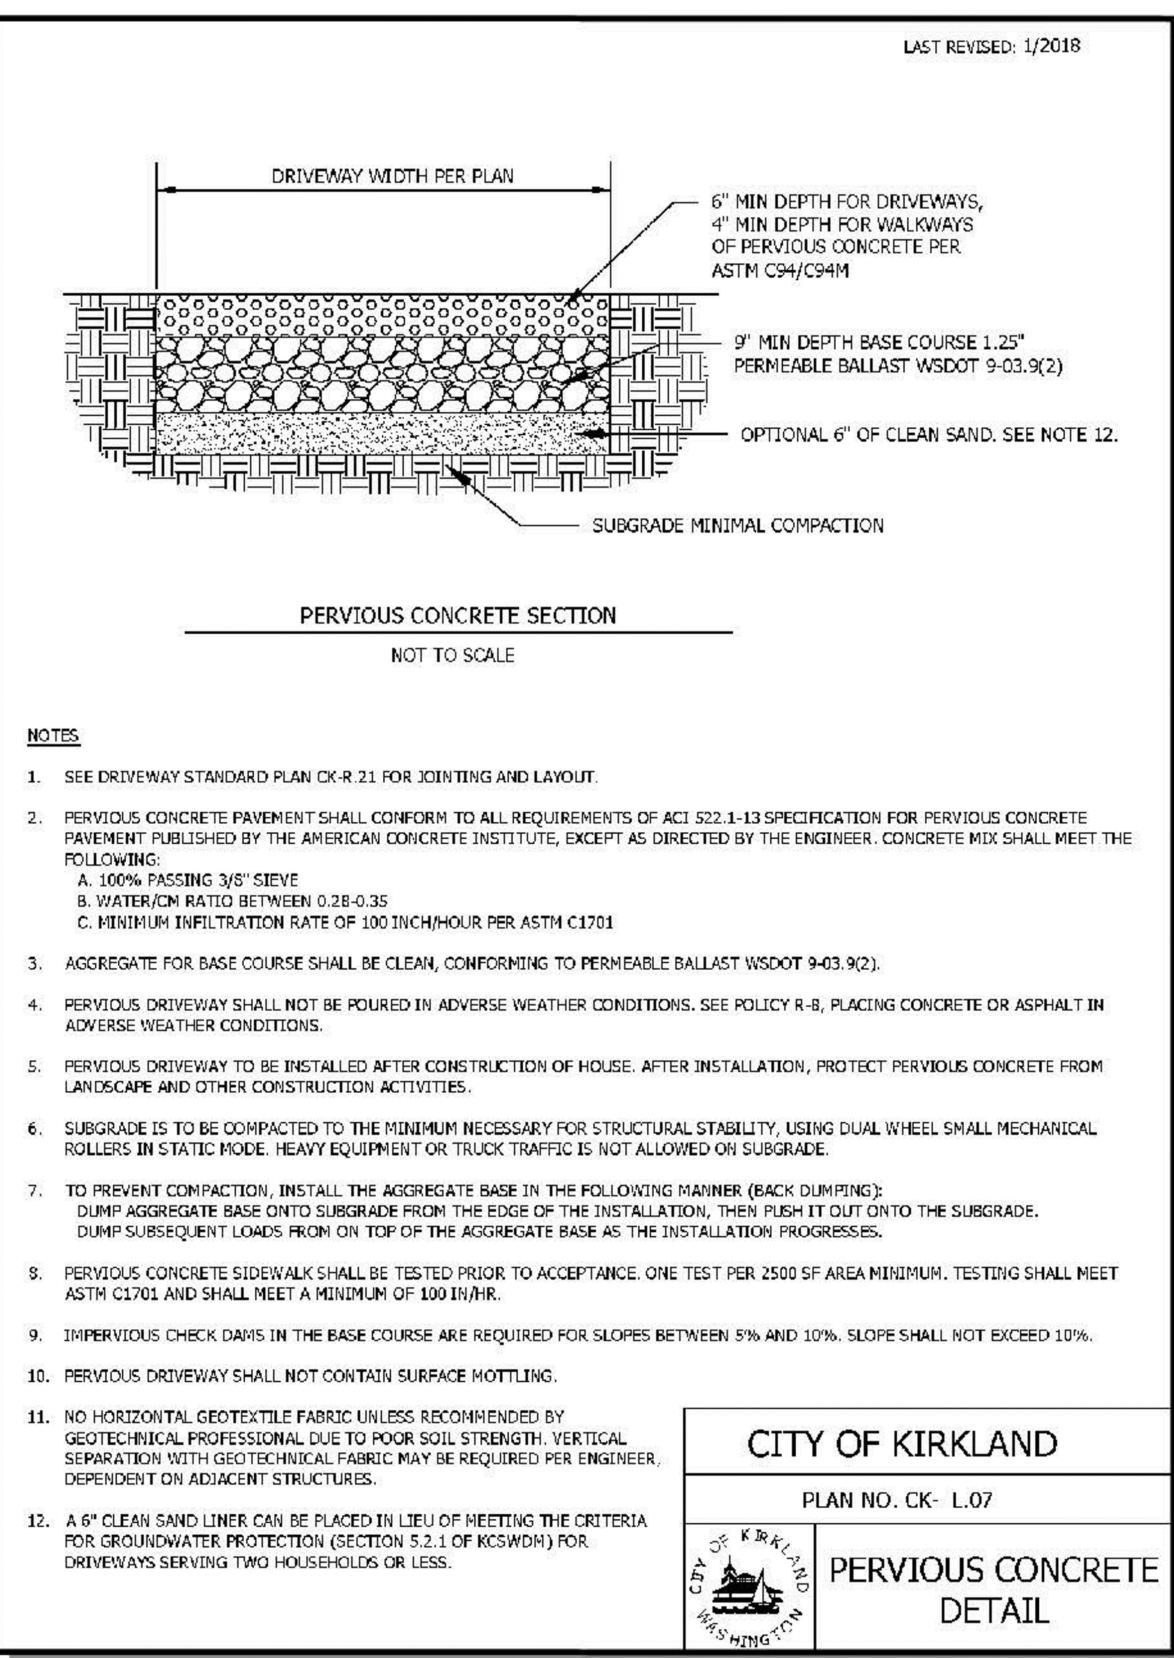 LAST REVISED: 1/2018
DRIVEWAY WIDTH PER PLAN
6" MIN DEPTH FOR DRIVEWAYS,
4" MIN DEPTH FOR WALKWAYS
OF PERVIOUS CONCRETE PER
ASTM C94/C94M
9" MIN DEPTH BASE COURSE 1.25"
PERMEABLE BALLAST WSDOT 9-03.9(2)
OPTIONAL 6" OF CLEAN SAND. SEE NOTE 12.
SUBGRADE MINIMAL COMPACTION
PERVIOUS CONCRETE SECTION
NOT TO SCALE
NOTES
1. SEE DRIVEWAY STANDARD PLAN CK-R.21 FOR JOINTING AND LAYOUT.
2. PERVIOUS CONCRETE PAVEMENT SHALL CONFORM TO ALL REQUIREMENTS OF ACI 522.1-13 SPECIFICATION FOR PERVIOUS CONCRETE
PAVEMENT PUBLISHED BY THE AMERICAN CONCRETE INSTITUTE, EXCEPT AS DIRECTED BY THE ENGINEER. CONCRETE MIX SHALL MEET THE
FOLLOWING:
A. 100% PASSING 3/8" SIEVE
B. WATER/CM RATIO BETWEEN 0.28-0.35
C. MINIMUM INFILTRATION RATE OF 100 INCH/HOUR PER ASTM C1701
3. AGGREGATE FOR BASE COURSE SHALL BE CLEAN, CONFORMING TO PERMEABLE BALLAST WSDOT 9-03.9(2).
4. PERVIOUS DRIVEWAY SHALL NOT BE POURED IN ADVERSE WEATHER CONDITIONS. SEE POLICY R-8, PLACING CONCRETE OR ASPHALT IN
ADVERSE WEATHER CONDITIONS.
5. PERVIOUS DRIVEWAY TO BE INSTALLED AFTER CONSTRUCTION OF HOUSE. AFTER INSTALLATION, PROTECT PERVIOUS CONCRETE FROM
LANDSCAPE AND OTHER CONSTRUCTION ACTIVITIES.
6. SUBGRADE IS TO BE COMPACTED TO THE MINIMUM NECESSARY FOR STRUCTURAL STABILITY, USING DUAL WHEEL SMALL MECHANICAL
ROLLERS IN STATIC MODE. HEAVY EQUIPMENT OR TRUCK TRAFFIC IS NOT ALLOWED ON SUBGRADE.
7. TO PREVENT COMPACTION, INSTALL THE AGGREGATE BASE IN THE FOLLOWING MANNER (BACK DUMPING):
DUMP AGGREGATE BASE ONTO SUBGRADE FROM THE EDGE OF THE INSTALLATION, THEN PUSH IT OUT ONTO THE SUBGRADE.
DUMP SUBSEQUENT LOADS FROM ON TOP OF THE AGGREGATE BASE AS THE INSTALLATION PROGRESSES.
8. PERVIOUS CONCRETE SIDEWALK SHALL BE TESTED PRIOR TO ACCEPTANCE. ONE TEST PER 2500 SF AREA MINIMUM. TESTING SHALL MEET
ASTM C1701 AND SHALL MEET A MINIMUM OF 100 IN/HR.
9. IMPERVIOUS CHECK DAMS IN THE BASE COURSE ARE REQUIRED FOR SLOPES BETWEEN 5% AND 10%. SLOPE SHALL NOT EXCEED 10%.
10. PERVIOUS DRIVEWAY SHALL NOT CONTAIN SURFACE MOTTLING.
11. NO HORIZONTAL GEOTEXTILE FABRIC UNLESS RECOMMENDED BY
GEOTECHNICAL PROFESSIONAL DUE TO POOR SOIL STRENGTH. VERTICAL
SEPARATION WITH GEOTECHNICAL FABRIC MAY BE REQUIRED PER ENGINEER,
DEPENDENT ON ADJACENT STRUCTURES.
12. A 6" CLEAN SAND LINER CAN BE PLACED IN LIEU OF MEETING THE CRITERIA
FOR GROUNDWATER PROTECTION (SECTION 5.2.1 OF KCSWDM) FOR
DRIVEWAYS SERVING TWO HOUSEHOLDS OR LESS.
CITY OF KIRKLAND
PLAN NO. CK- L.07
CITY OF KIRKLAND
WASHINGTON
PERVIOUS CONCRETE
DETAIL